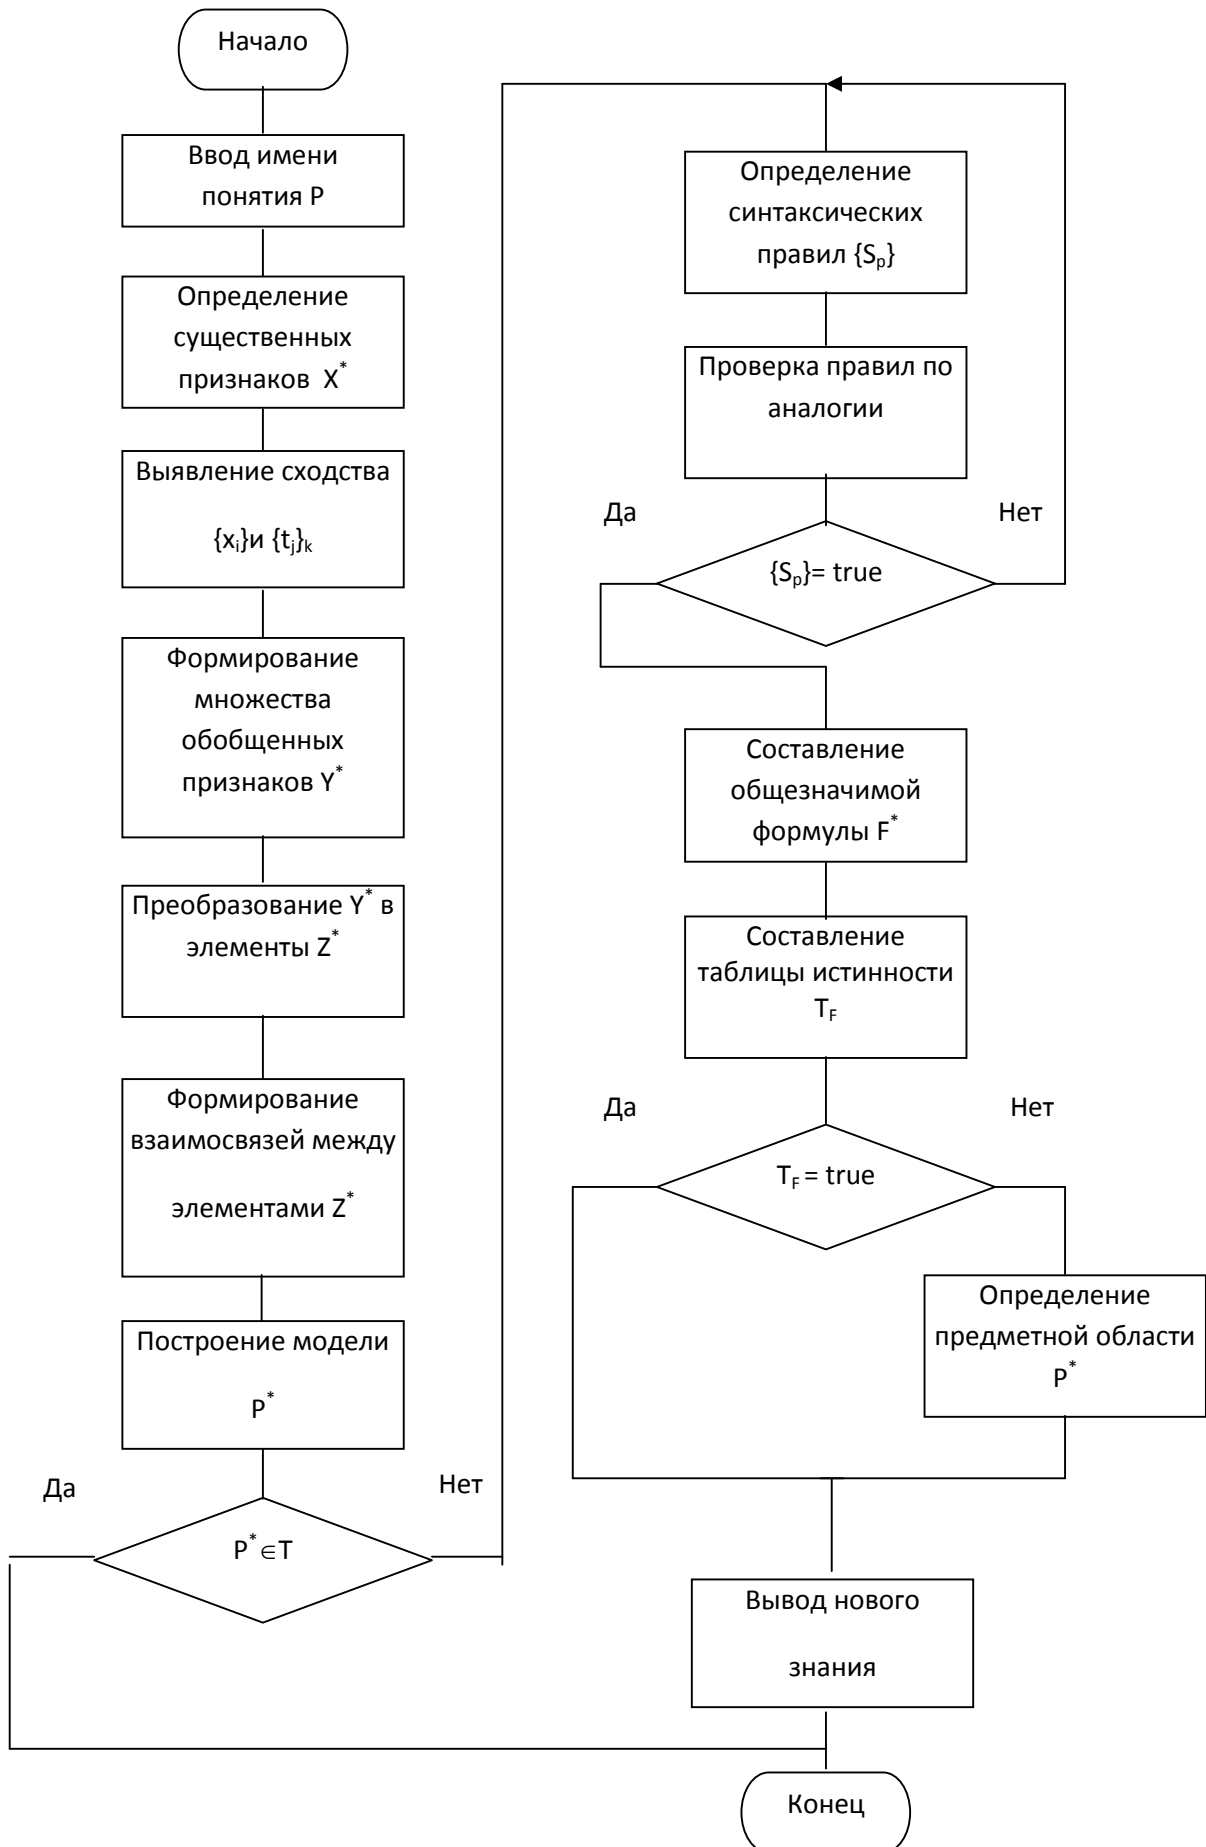 Начало
Ввод имени
понятия P
Определение
существенных
признаков X*
Выявление сходства
{xᵢ}и {tⱼ}ₖ
Формирование
множества
обобщенных
признаков Y*
Преобразование Y* в
элементы Z*
Формирование
взаимосвязей между
элементами Z*
Построение модели
P*
Да
Нет
P*∈T
Определение
синтаксических
правил {Sₚ}
Проверка правил по
аналогии
Да
Нет
{Sₚ}= true
Составление
общезначимой
формулы F*
Составление
таблицы истинности
T_F
Да
Нет
T_F = true
Определение
предметной области
P*
Вывод нового
знания
Конец